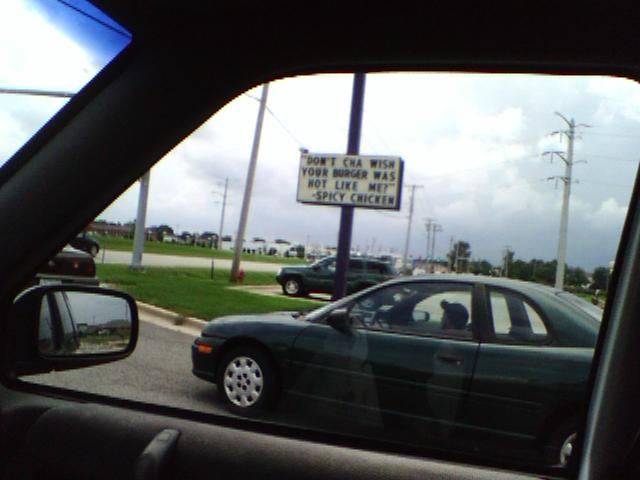 "DON'T CHA WISH
YOUR BURGER WAS
HOT LIKE ME?"
-SPICY CHICKEN